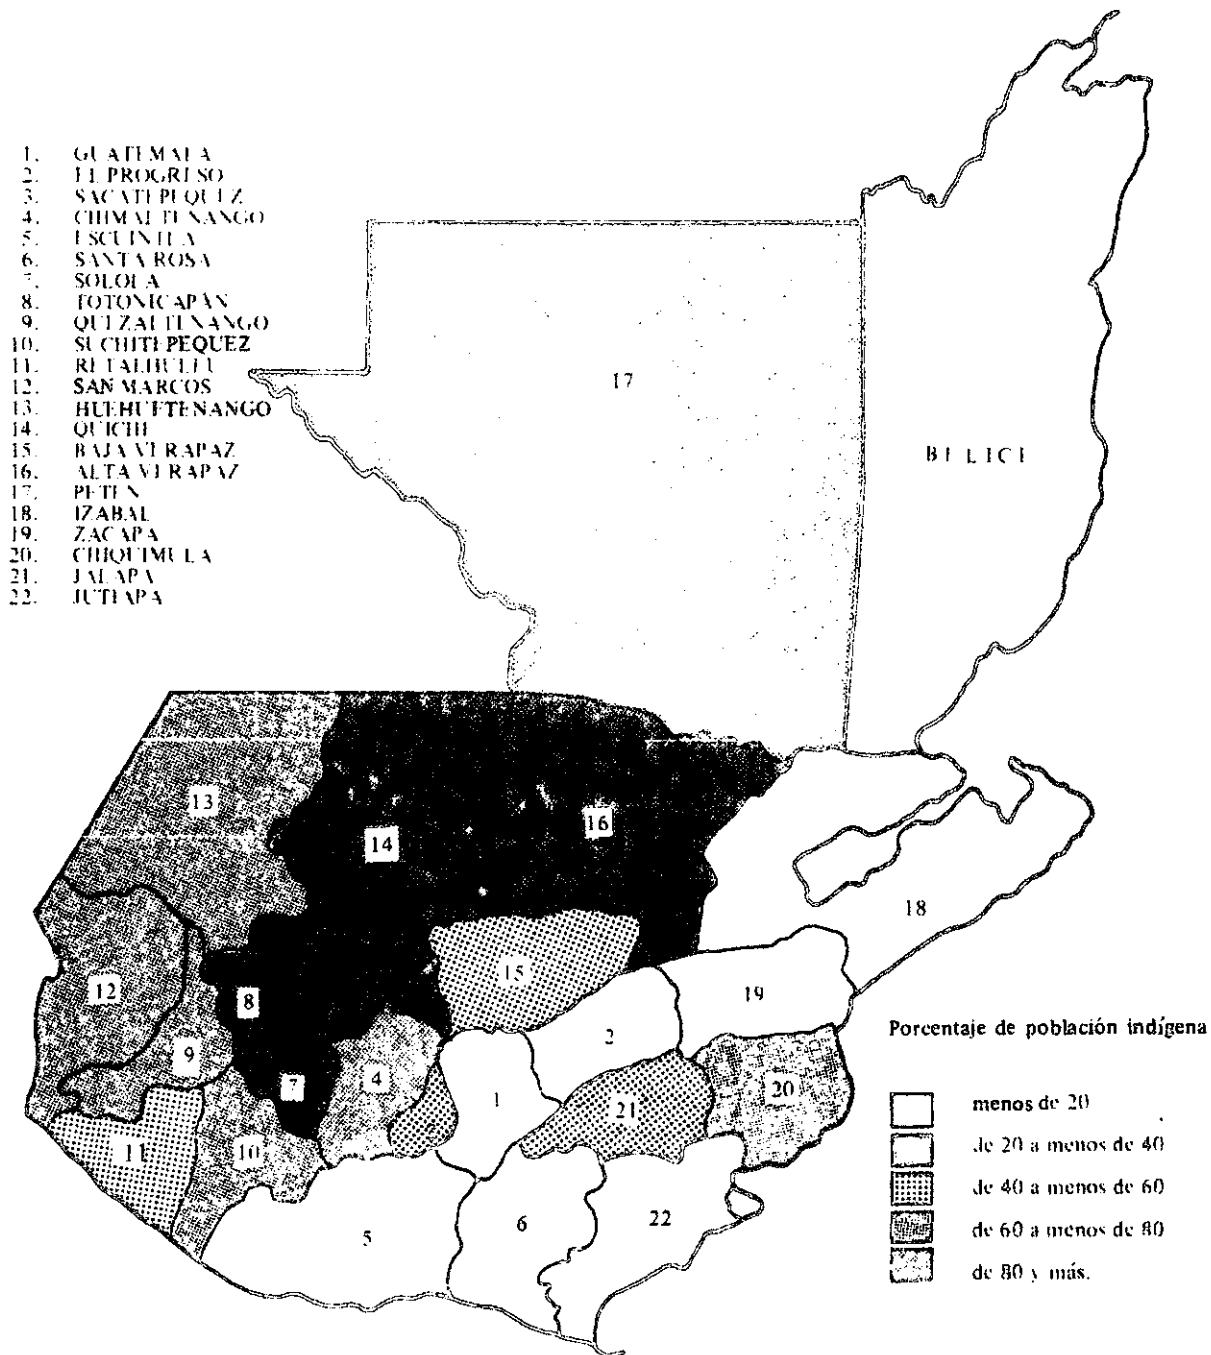 1. GUATEMALA
2. EL PROGRESO
3. SACATEPEQUEZ
4. CHIMALTENANGO
5. ESCUINTLA
6. SANTA ROSA
7. SOLOLA
8. TOTONICAPÁN
9. QUETZALTENANGO
10. SUCHITEPEQUEZ
11. RETALHULEU
12. SAN MARCOS
13. HUEHUETENANGO
14. QUICHE
15. BAJA VERAPAZ
16. ALTA VERAPAZ
17. PETEN
18. IZABAL
19. ZACAPA
20. CHIQUIMULA
21. JALAPA
22. JUTIAPA
17
BELICE
13
14
16
18
15
12
8
19
2
9
7
4
1
21
20
11
10
5
6
22
Porcentaje de población indígena
menos de 20
de 20 a menos de 40
de 40 a menos de 60
de 60 a menos de 80
de 80 y más.